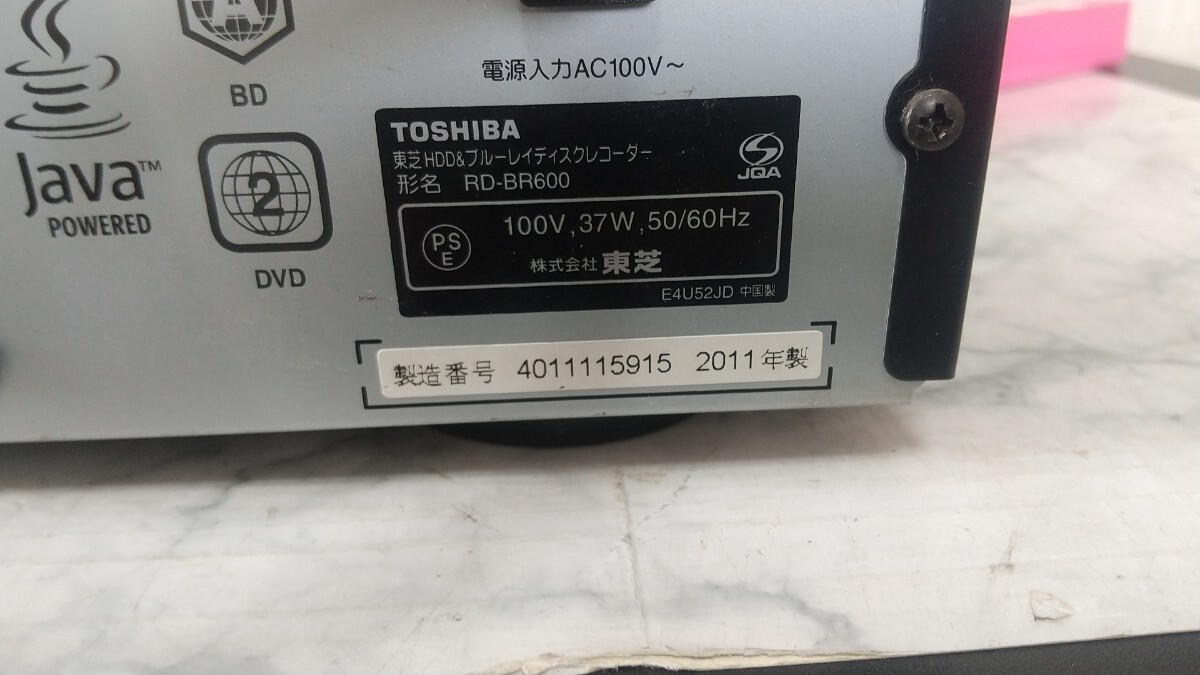 A
BD
電源入力AC100V～
Java™
POWERED
2
DVD
TOSHIBA
東芝HDD&ブルーレイディスクレコーダー
形名 RD-BR600
JQA
PS
E
100V,37W,50/60Hz
株式会社 東芝
E4U52JD 中国製
製造番号 4011115915 2011年製